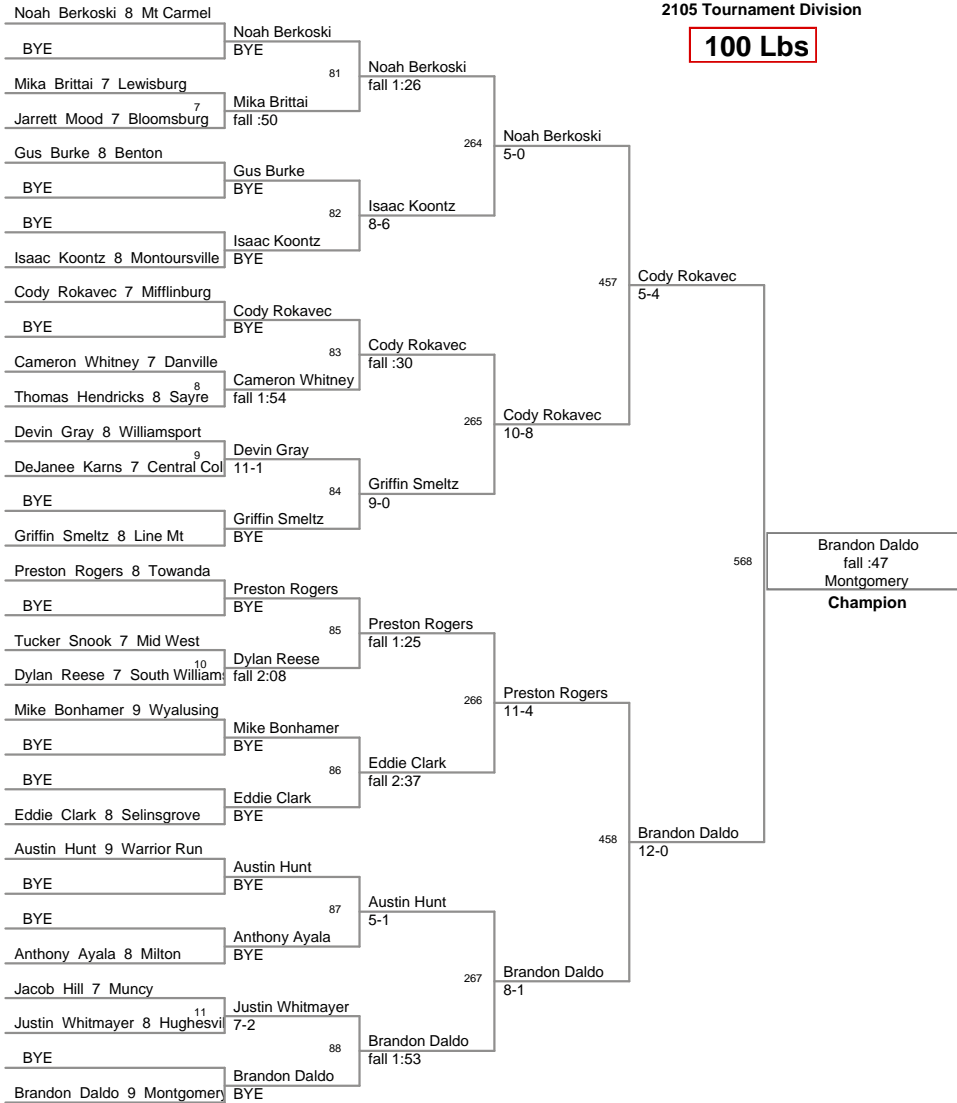 2105 Tournament Division
100 Lbs
Noah Berkoski 8 Mt Carmel
BYE
Mika Brittai 7 Lewisburg
7
Jarrett Mood 7 Bloomsburg
Gus Burke 8 Benton
BYE
BYE
Isaac Koontz 8 Montoursville
Cody Rokavec 7 Mifflinburg
BYE
Cameron Whitney 7 Danville
8
Thomas Hendricks 8 Sayre
Devin Gray 8 Williamsport
9
DeJanee Karns 7 Central Col
BYE
Griffin Smeltz 8 Line Mt
Preston Rogers 8 Towanda
BYE
Tucker Snook 7 Mid West
10
Dylan Reese 7 South Williams
Mike Bonhamer 9 Wyalusing
BYE
BYE
Eddie Clark 8 Selinsgrove
Austin Hunt 9 Warrior Run
BYE
BYE
Anthony Ayala 8 Milton
Jacob Hill 7 Muncy
11
Justin Whitmayer 8 Hughesvil
BYE
Brandon Daldo 9 Montgomery
Noah Berkoski
BYE
81
Mika Brittai
fall :50
Gus Burke
BYE
82
Isaac Koontz
BYE
Cody Rokavec
BYE
83
Cameron Whitney
fall 1:54
Devin Gray
11-1
84
Griffin Smeltz
BYE
Preston Rogers
BYE
85
Dylan Reese
fall 2:08
Mike Bonhamer
BYE
86
Eddie Clark
BYE
Austin Hunt
BYE
87
Anthony Ayala
BYE
Justin Whitmayer
7-2
88
Brandon Daldo
BYE
Noah Berkoski
fall 1:26
264
Isaac Koontz
8-6
Cody Rokavec
fall :30
265
Griffin Smeltz
9-0
Preston Rogers
fall 1:25
266
Eddie Clark
fall 2:37
Austin Hunt
5-1
267
Brandon Daldo
fall 1:53
Noah Berkoski
5-0
457
Cody Rokavec
10-8
Preston Rogers
11-4
458
Brandon Daldo
8-1
Cody Rokavec
5-4
568
Brandon Daldo
12-0
Brandon Daldo
fall :47
Montgomery
Champion